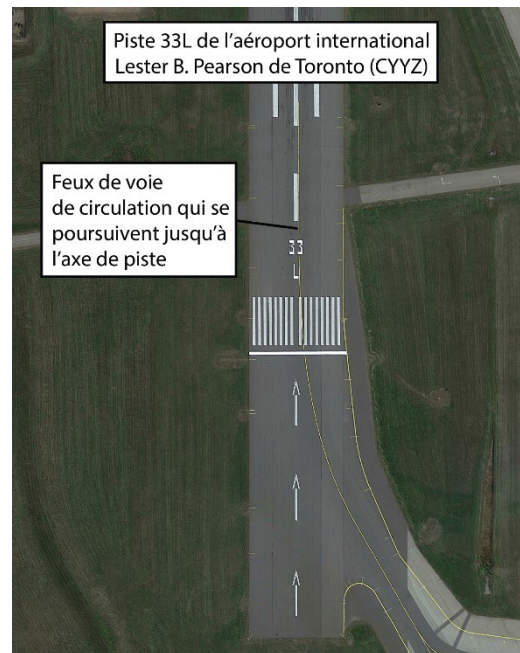 Piste 33L de l'aéroport international
Lester B. Pearson de Toronto (CYYZ)
Feux de voie
de circulation qui se
poursuivent jusqu'à
l'axe de piste
33
L